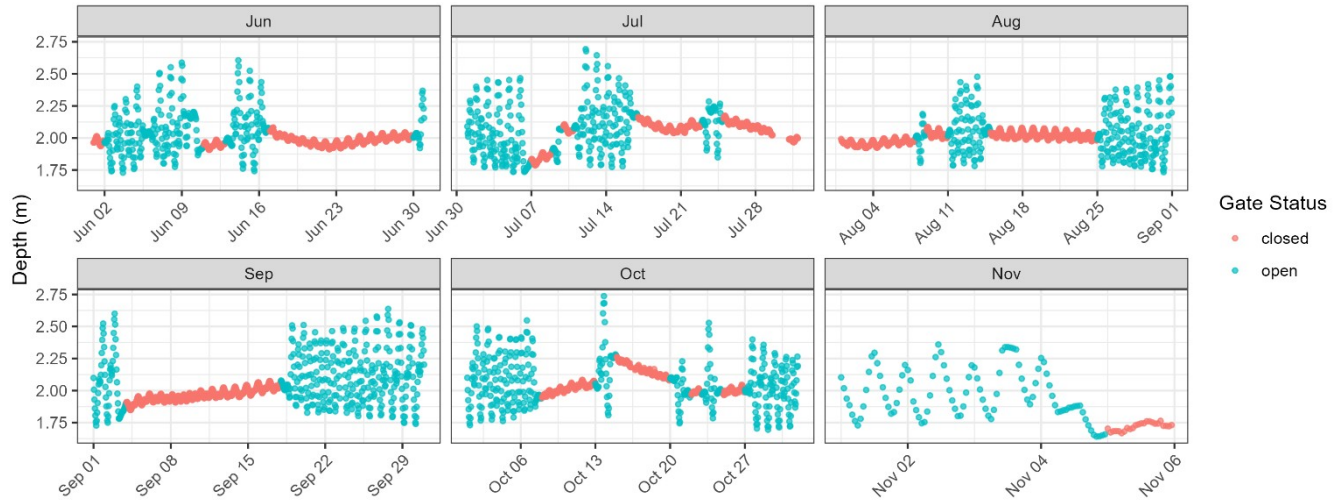 Jun
Jul
Aug
2.75
2.50
2.25
2.00
1.75
Jun 02
Jun 09
Jun 16
Jun 23
Jun 30
Jun 30
Jul 07
Jul 14
Jul 21
Jul 28
Aug 04
Aug 11
Aug 18
Aug 25
Sep 01
Depth (m)
Gate Status
closed
open
Sep
Oct
Nov
2.75
2.50
2.25
2.00
1.75
Sep 01
Sep 08
Sep 15
Sep 22
Sep 29
Oct 06
Oct 13
Oct 20
Oct 27
Nov 02
Nov 04
Nov 06